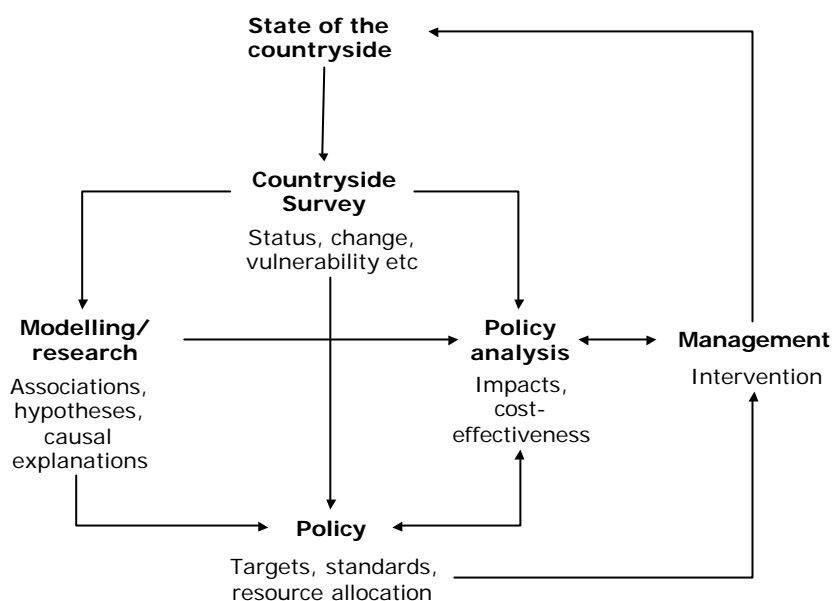 State of the
countryside
Countryside
Survey
Status, change,
vulnerability etc
Modelling/
research
Associations,
hypotheses,
causal
explanations
Policy
analysis
Impacts,
cost-
effectiveness
Management
Intervention
Policy
Targets, standards,
resource allocation